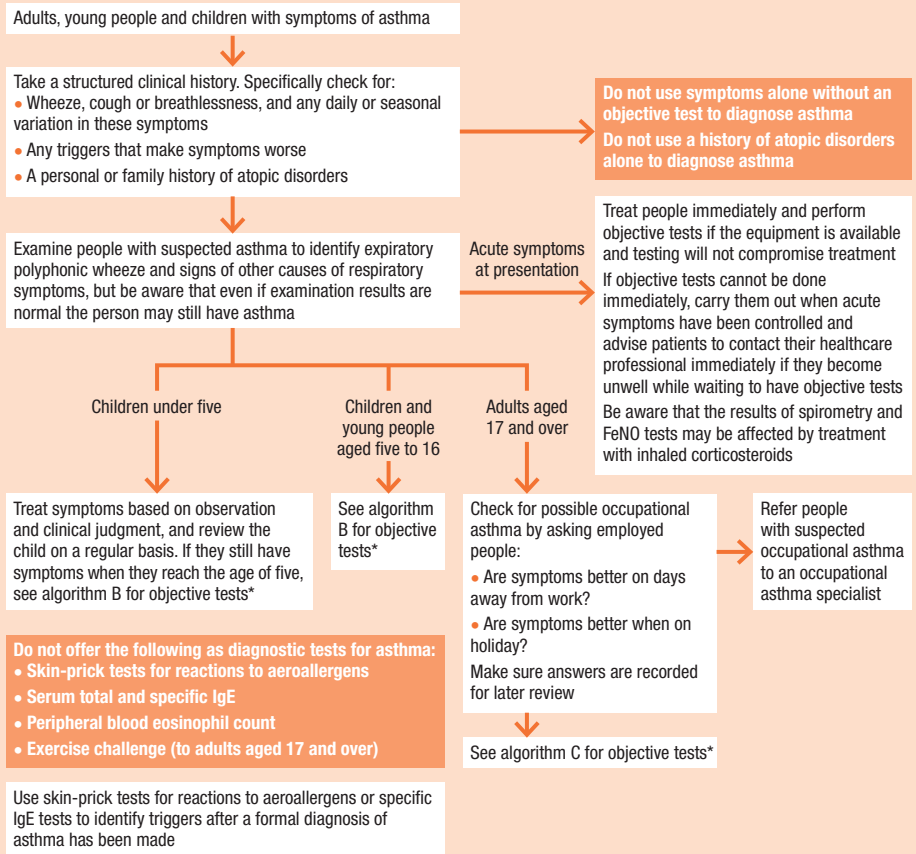 Adults, young people and children with symptoms of asthma
Take a structured clinical history. Specifically check for:
• Wheeze, cough or breathlessness, and any daily or seasonal
variation in these symptoms
• Any triggers that make symptoms worse
• A personal or family history of atopic disorders
Do not use symptoms alone without an
objective test to diagnose asthma
Do not use a history of atopic disorders
alone to diagnose asthma
Examine people with suspected asthma to identify expiratory
polyphonic wheeze and signs of other causes of respiratory
symptoms, but be aware that even if examination results are
normal the person may still have asthma
Acute symptoms
at presentation
Treat people immediately and perform
objective tests if the equipment is available
and testing will not compromise treatment
If objective tests cannot be done
immediately, carry them out when acute
symptoms have been controlled and
advise patients to contact their healthcare
professional immediately if they become
unwell while waiting to have objective tests
Be aware that the results of spirometry and
FeNO tests may be affected by treatment
with inhaled corticosteroids
Children under five
Children and
young people
aged five to 16
Adults aged
17 and over
Treat symptoms based on observation
and clinical judgment, and review the
child on a regular basis. If they still have
symptoms when they reach the age of five,
see algorithm B for objective tests*
See algorithm
B for objective
tests*
Check for possible occupational
asthma by asking employed
people:
• Are symptoms better on days
away from work?
• Are symptoms better when on
holiday?
Make sure answers are recorded
for later review
Refer people
with suspected
occupational asthma
to an occupational
asthma specialist
See algorithm C for objective tests*
Do not offer the following as diagnostic tests for asthma:
• Skin-prick tests for reactions to aeroallergens
• Serum total and specific IgE
• Peripheral blood eosinophil count
• Exercise challenge (to adults aged 17 and over)
Use skin-prick tests for reactions to aeroallergens or specific
IgE tests to identify triggers after a formal diagnosis of
asthma has been made